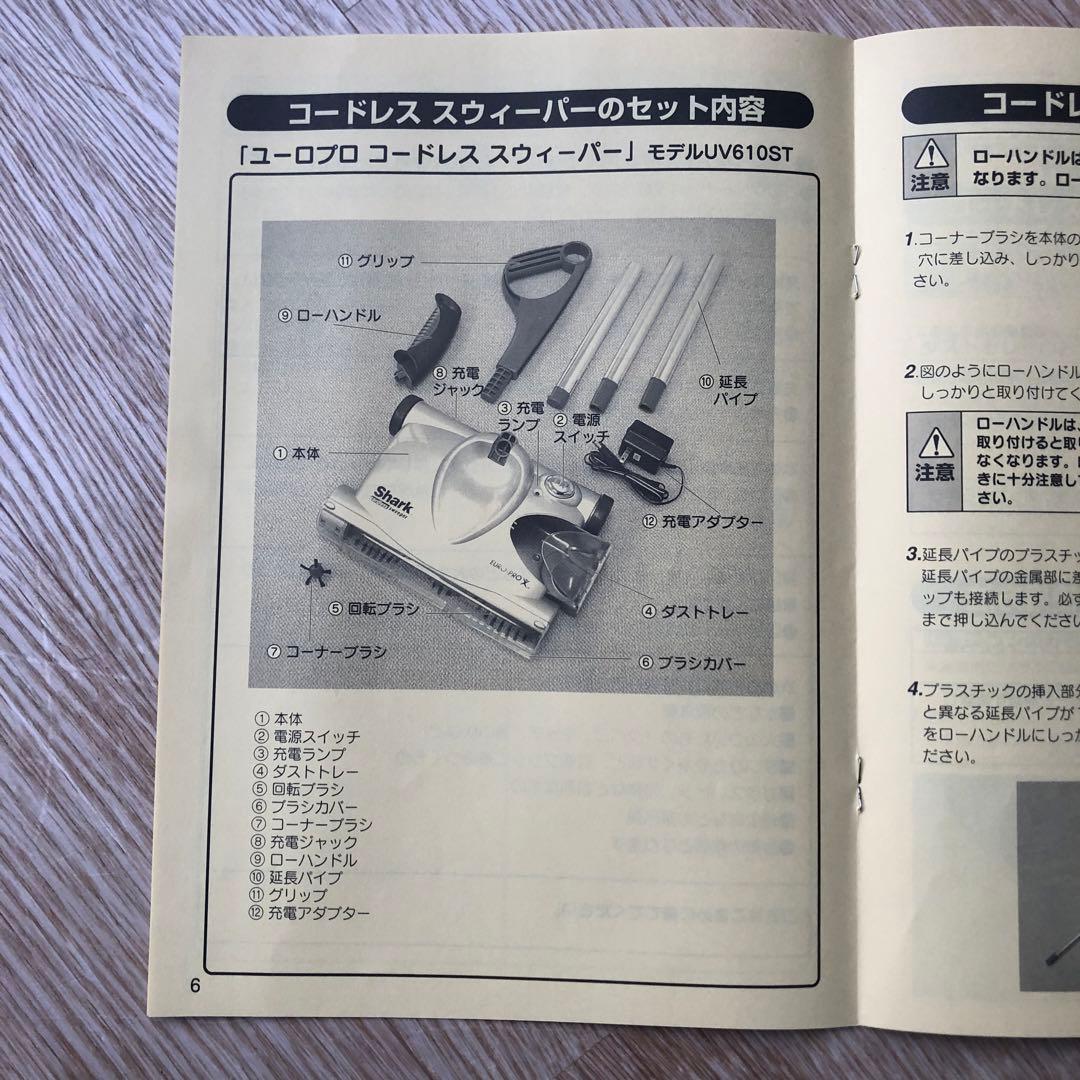 コードレス スウィーパーのセット内容
「ユーロプロ コードレス スウィーパー」 モデルUV610ST
⑪ グリップ
⑨ ローハンドル
⑧ 充電
ジャック
③ 充電
ランプ
② 電源
スイッチ
⑩ 延長
パイプ
① 本体
Shark
EURO-PRO X
⑫ 充電アダプター
⑤ 回転ブラシ
④ ダストトレー
⑦ コーナーブラシ
⑥ ブラシカバー
① 本体
② 電源スイッチ
③ 充電ランプ
④ ダストトレー
⑤ 回転ブラシ
⑥ ブラシカバー
⑦ コーナーブラシ
⑧ 充電ジャック
⑨ ローハンドル
⑩ 延長パイプ
⑪ グリップ
⑫ 充電アダプター
6
コードレ
注意
ローハンドルは
なります。ロー
1.コーナーブラシを本体の
穴に差し込み、しっかり
さい。
2.図のようにローハンドル
しっかりと取り付けてく
注意
ローハンドルは、
取り付けると取り
なくなります。
きに十分注意して
さい。
3.延長パイプのプラスチッ
延長パイプの金属部に差
ップも接続します。必ず
まで押し込んでください
4.プラスチックの挿入部分
と異なる延長パイプが
をローハンドルにしっか
ださい。